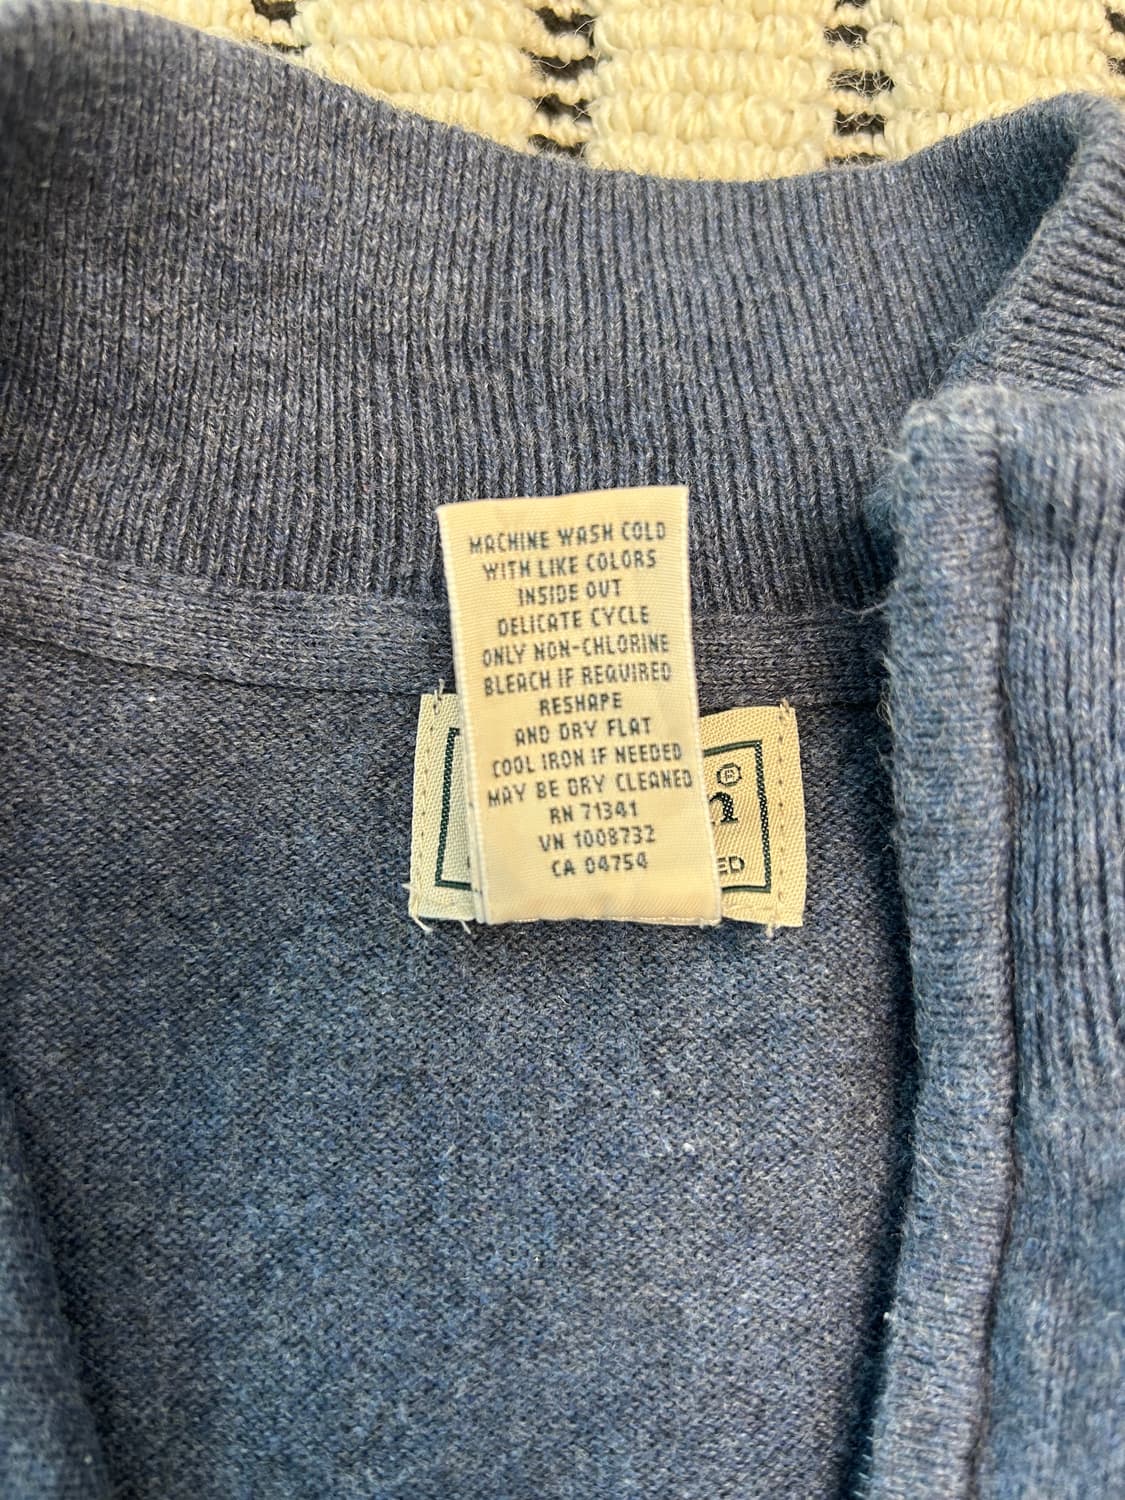 MACHINE WASH COLD
WITH LIKE COLORS
INSIDE OUT
DELICATE CYCLE
ONLY NON-CHLORINE
BLEACH IF REQUIRED
RESHAPE
AND DRY FLAT
COOL IRON IF NEEDED
MAY BE DRY CLEANED
RN 71341
VN 1008732
CA 04754